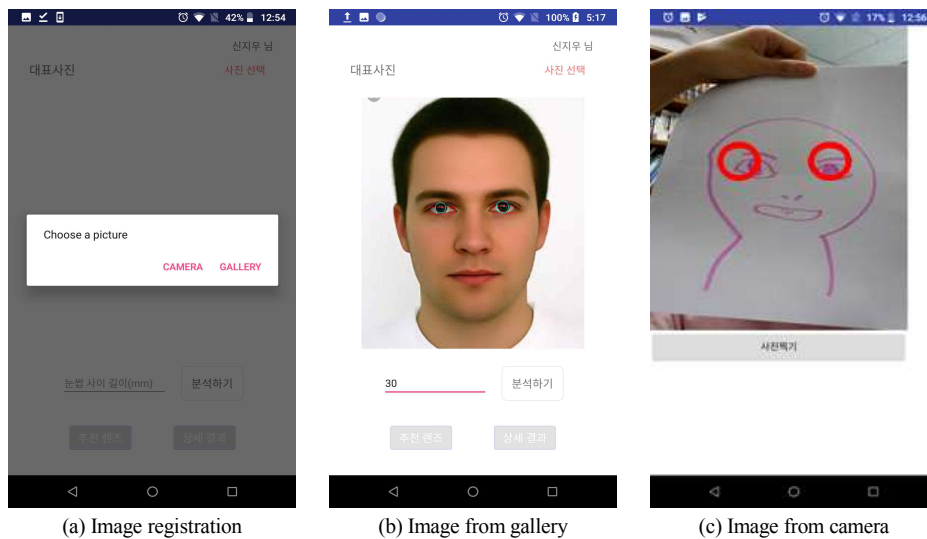 42% 12:54
신지우 님
대표사진
사진 선택
Choose a picture
CAMERA GALLERY
눈썹 사이 길이(mm)
분석하기
추천 렌즈
상세 결과
(a) Image registration
100% 5:17
신지우 님
대표사진
사진 선택
30
분석하기
추천 렌즈
상세 결과
(b) Image from gallery
17% 12:56
사진찍기
(c) Image from camera